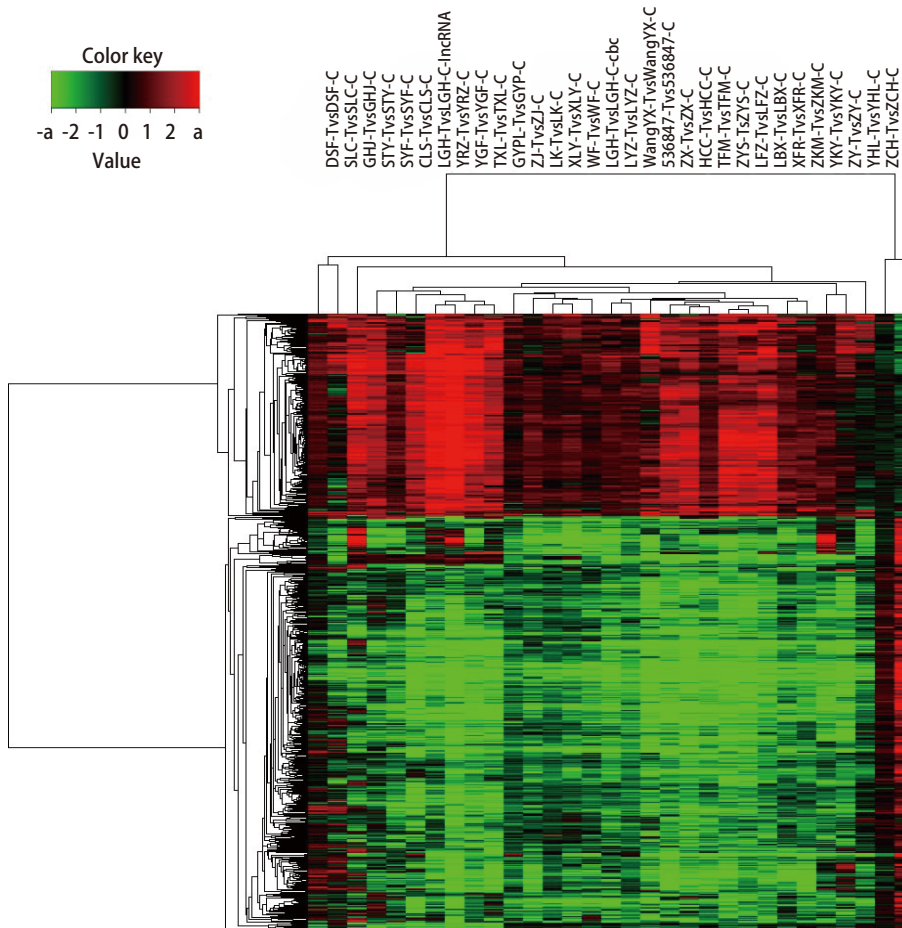 Color key
-a -2 -1 0 1 2 a
Value
DSF-TvsDSF-C
SLC-TvsSLC-C
GHJ-TvsGHJ-C
STY-TvsSTY-C
SYF-TvsSYF-C
CLS-TvsCLS-C
LGH-TvsLGH-C-lncRNA
YRZ-TvsYRZ-C
YGF-TvsYGF-C
TXL-TvsTXL-C
GYPL-TvsGYP-C
ZJ-TvsZJ-C
LK-TvsLK-C
XLY-TvsXLY-C
WF-TvsWF-C
LGH-TvsLGH-C-cbc
LYZ-TvsLYZ-C
WangYX-TvsWangYX-C
536847-Tvs536847-C
ZX-TvsZX-C
HCC-TvsHCC-C
TFM-TvsTFM-C
ZYS-TsZYS-C
LFZ-TvsLFZ-C
LBX-TvsLBX-C
XFR-TvsXFR-C
ZKM-TvsZKM-C
YKY-TvsYKY-C
ZY-TvsZY-C
YHL-TvsYHL-C
ZCH-TvsZCH-C